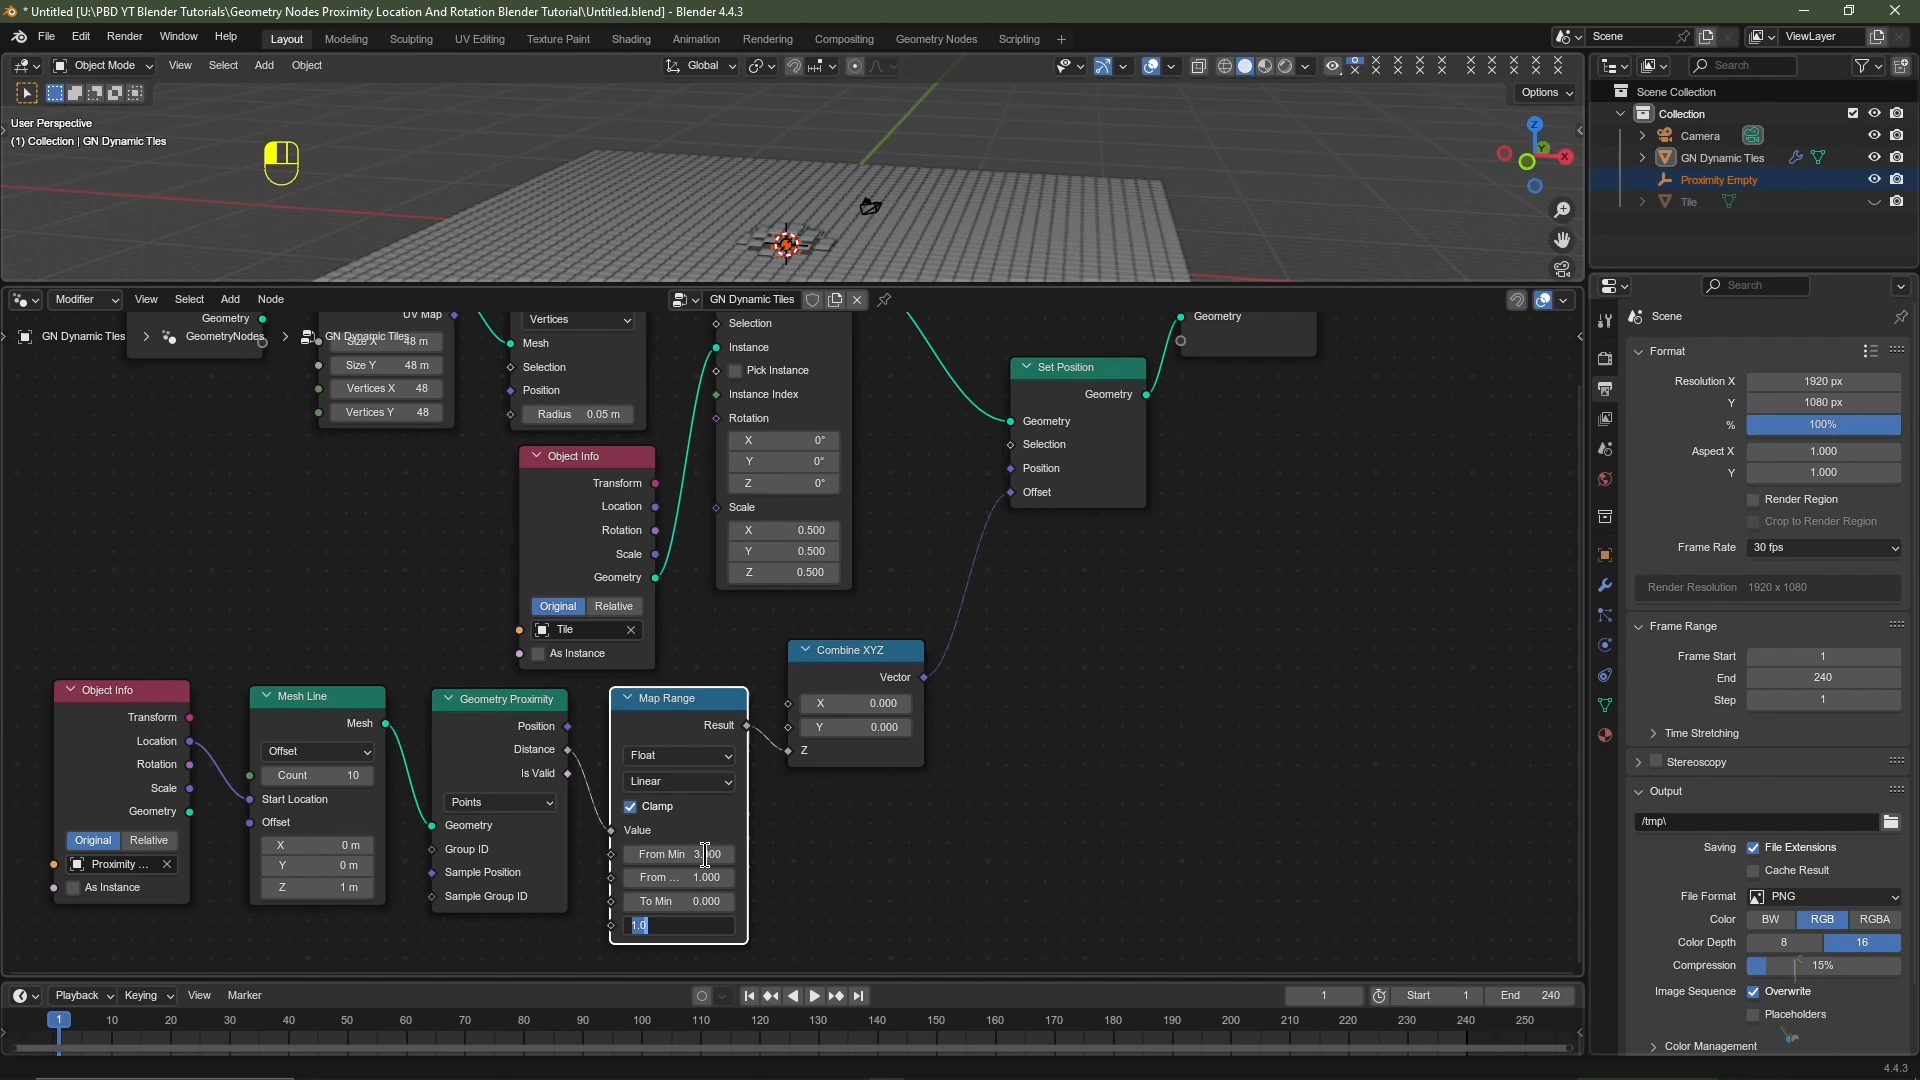 * Untitled [U:\PBD YT Blender Tutorials\Geometry Nodes Proximity Location And Rotation Blender Tutorial\Untitled.blend] - Blender 4.4.3
File Edit Render Window Help Layout Modeling Sculpting UV Editing Texture Paint Shading Animation Rendering Compositing Geometry Nodes Scripting + Scene ViewLayer
Object Mode View Select Add Object Global Search
Options
User Perspective
(1) Collection | GN Dynamic Tles
Z
Y
X
Scene Collection
Collection
Camera
GN Dynamic Tles
Proximity Empty
Tile
Modifier View Select Add Node GN Dynamic Tiles
GN Dynamic Tles GeometryNodes GN Dynamic Tiles
Geometry
UV Map
Size X 48 m
Size Y 48 m
Vertices X 48
Vertices Y 48
Vertices
Mesh
Selection
Position
Radius 0.05 m
Selection
Instance
Pick Instance
Instance Index
Rotation
X 0°
Y 0°
Z 0°
Scale
X 0.500
Y 0.500
Z 0.500
Geometry
Set Position
Geometry
Geometry
Selection
Position
Offset
Object Info
Transform
Location
Rotation
Scale
Geometry
Original Relative
Tile
As Instance
Object Info
Transform
Location
Rotation
Scale
Geometry
Original Relative
Proximity ...
As Instance
Mesh Line
Mesh
Offset
Count 10
Start Location
Offset
X 0 m
Y 0 m
Z 1 m
Geometry Proximity
Position
Distance
Is Valid
Points
Geometry
Group ID
Sample Position
Sample Group ID
Map Range
Result
Float
Linear
Clamp
Value
From Min
From ... 1.000
To Min 0.000
1.0
Combine XYZ
Vector
X 0.000
Y 0.000
Z
Search
Scene
Format
Resolution X 1920 px
Y 1080 px
% 100%
Aspect X 1.000
Y 1.000
Render Region
Crop to Render Region
Frame Rate 30 fps
Render Resolution 1920 x 1080
Frame Range
Frame Start 1
End 240
Step 1
Time Stretching
Stereoscopy
Output
/tmp\
Saving File Extensions
Cache Result
File Format PNG
Color BW RGB RGBA
Color Depth 8 16
Compression 15%
Image Sequence Overwrite
Placeholders
Color Management
Playback Keying View Marker 1 Start 1 End 240
1 10 20 30 40 50 60 70 80 90 100 110 120 130 140 150 160 170 180 190 200 210 220 230 240 250
4.4.3